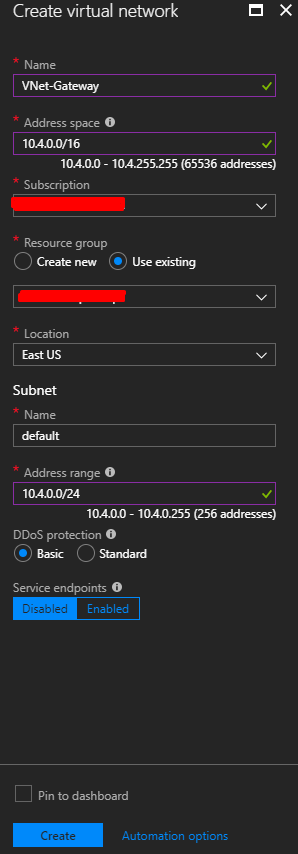 Create virtual network
* Name
VNet-Gateway
* Address space
10.4.0.0/16
10.4.0.0 - 10.4.255.255 (65536 addresses)
* Subscription
* Resource group
Create new Use existing
* Location
East US
Subnet
* Name
default
* Address range
10.4.0.0/24
10.4.0.0 - 10.4.0.255 (256 addresses)
DDoS protection
Basic Standard
Service endpoints
Disabled Enabled
Pin to dashboard
Create Automation options